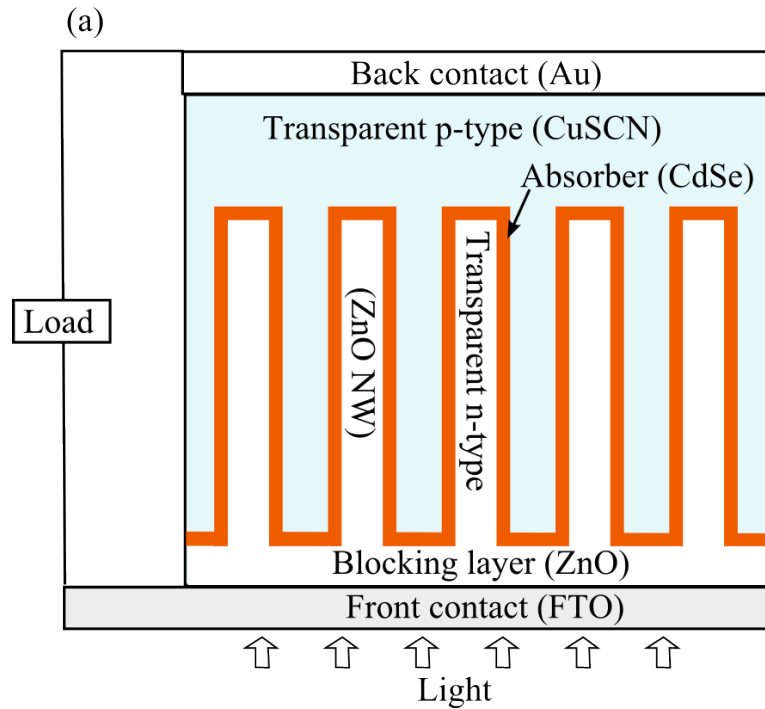 (a)
Back contact (Au)
Transparent p-type (CuSCN)
Absorber (CdSe)
Load
(ZnO NW)
Transparent n-type
Blocking layer (ZnO)
Front contact (FTO)
Light